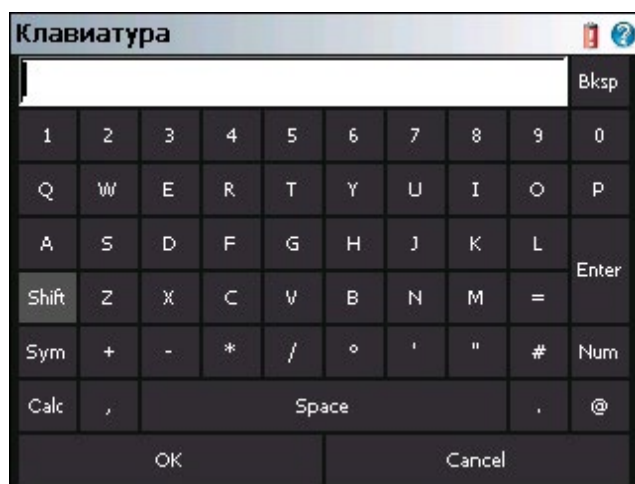 Клавиатура
Bksp
1 2 3 4 5 6 7 8 9 0
Q W E R T Y U I O P
A S D F G H J K L
Enter
Shift Z X C V B N M =
Sym + - * / ° ' " # Num
Calc , Space . @
OK Cancel